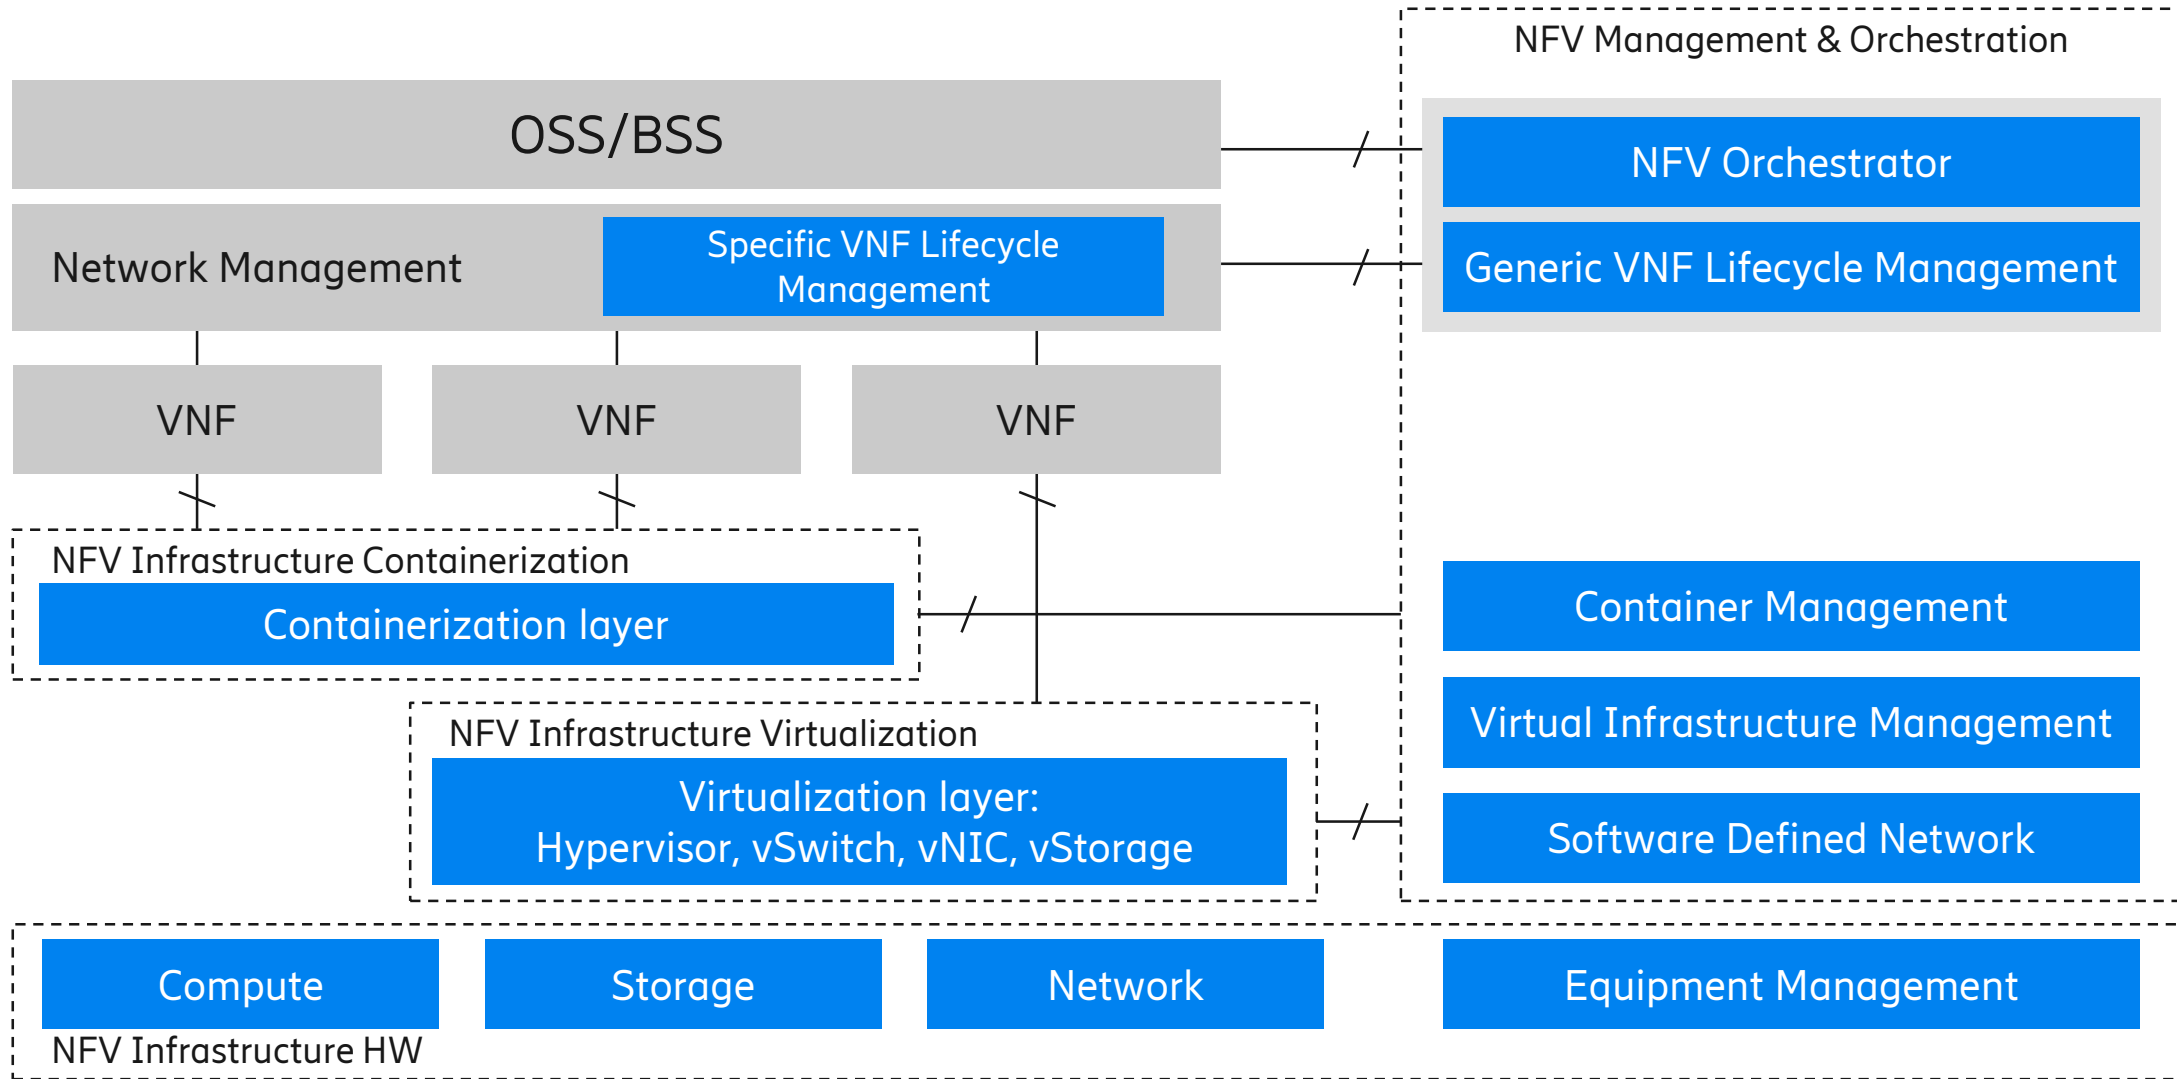 NFV Management & Orchestration
OSS/BSS
NFV Orchestrator
Network Management
Specific VNF Lifecycle
Management
Generic VNF Lifecycle Management
VNF
VNF
VNF
NFV Infrastructure Containerization
Containerization layer
Container Management
NFV Infrastructure Virtualization
Virtualization layer:
Hypervisor, vSwitch, vNIC, vStorage
Virtual Infrastructure Management
Software Defined Network
Compute
Storage
Network
Equipment Management
NFV Infrastructure HW